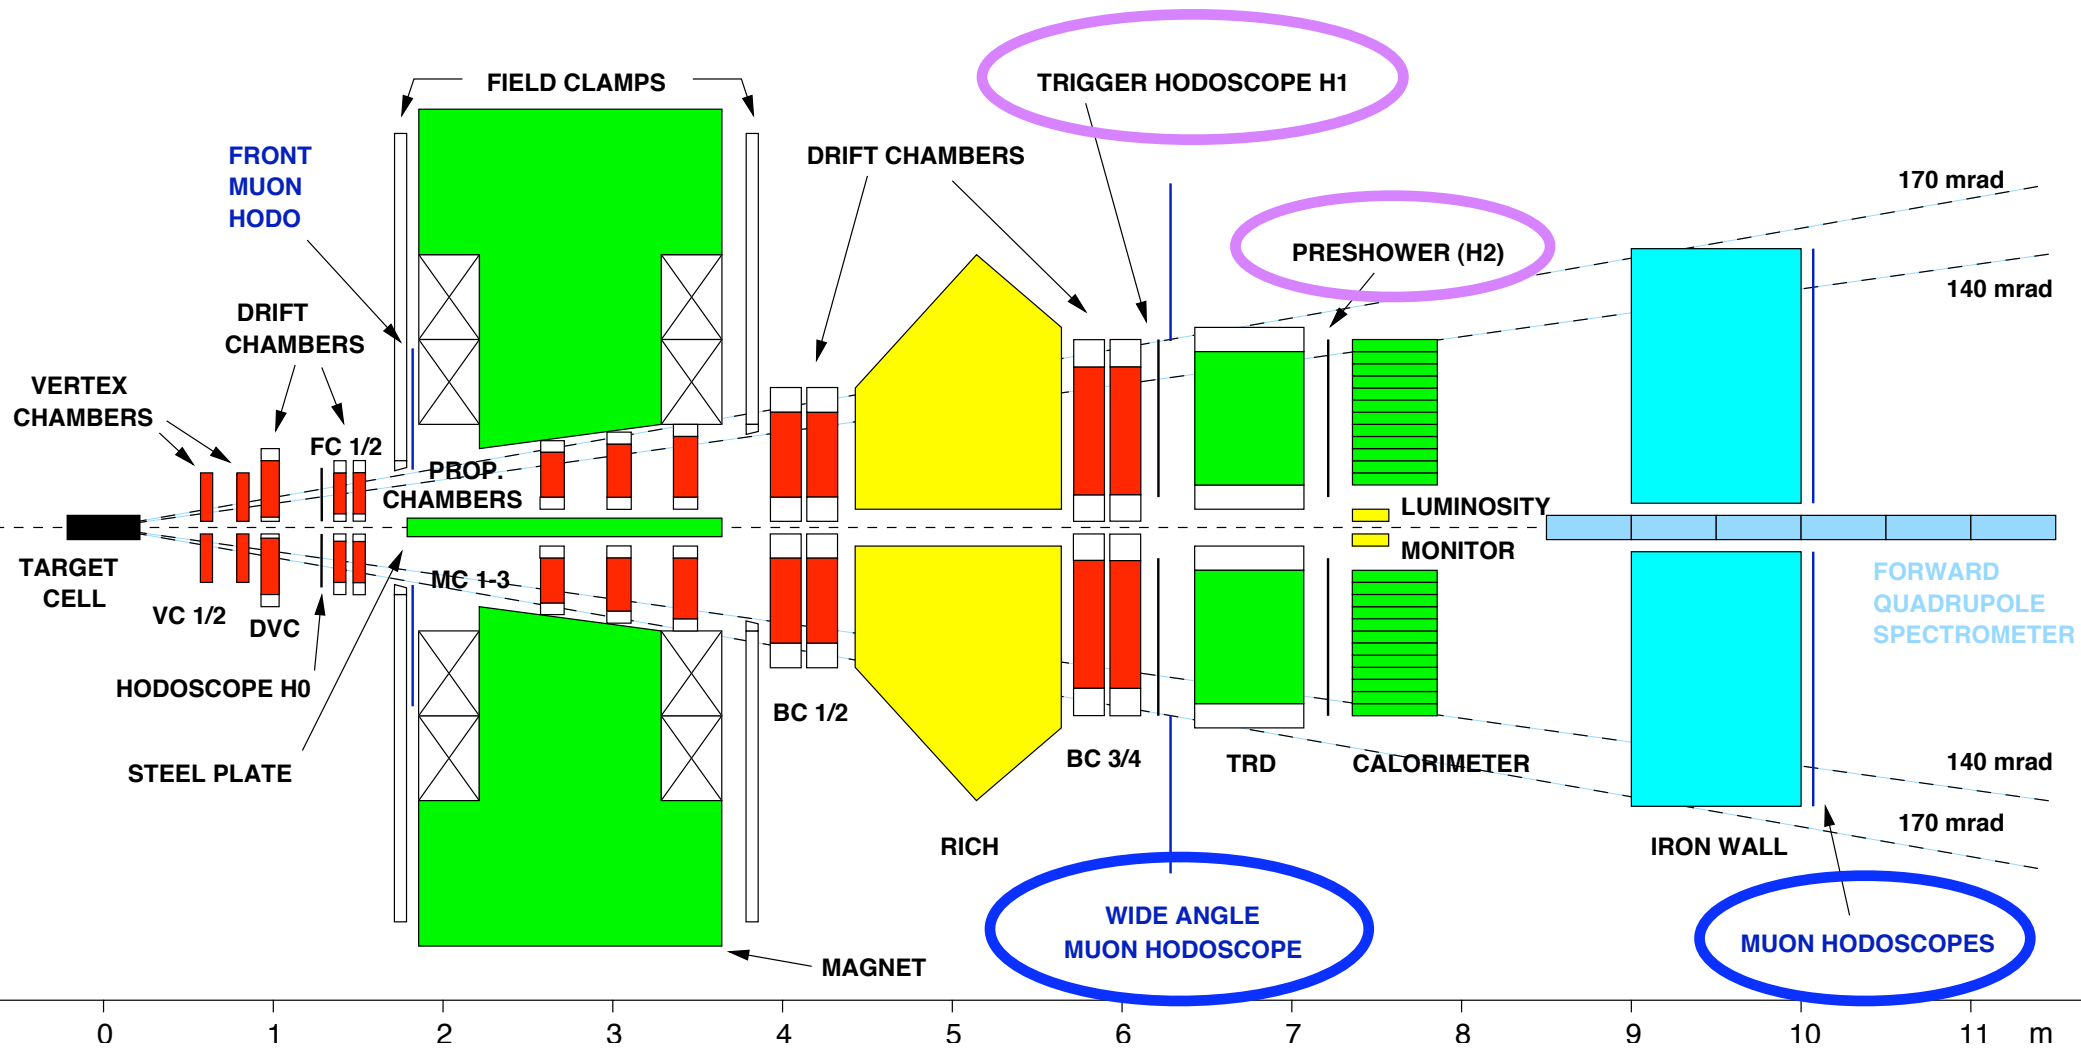 FIELD CLAMPS
TRIGGER HODOSCOPE H1
FRONT
MUON
HODO
DRIFT CHAMBERS
170 mrad
PRESHOWER (H2)
140 mrad
DRIFT
CHAMBERS
VERTEX
CHAMBERS
FC 1/2
PROP.
CHAMBERS
LUMINOSITY
MONITOR
TARGET
CELL
MC 1-3
VC 1/2
DVC
FORWARD
QUADRUPOLE
SPECTROMETER
HODOSCOPE H0
BC 1/2
STEEL PLATE
BC 3/4
TRD
CALORIMETER
140 mrad
170 mrad
RICH
IRON WALL
WIDE ANGLE
MUON HODOSCOPE
MUON HODOSCOPES
MAGNET
0 1 2 3 4 5 6 7 8 9 10 11 m